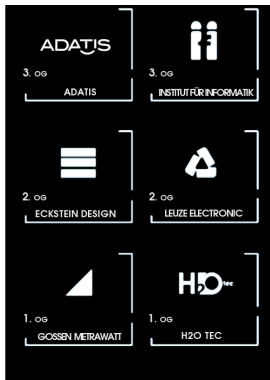 ADATIS
3. OG
ADATIS
3. OG
INSTITUT FÜR INFORMATIK
2. OG
ECKSTEIN DESIGN
2. OG
LEUZE ELECTRONIC
1. OG
GOSSEN METRAWATT
H2O tec
1. OG
H2O TEC